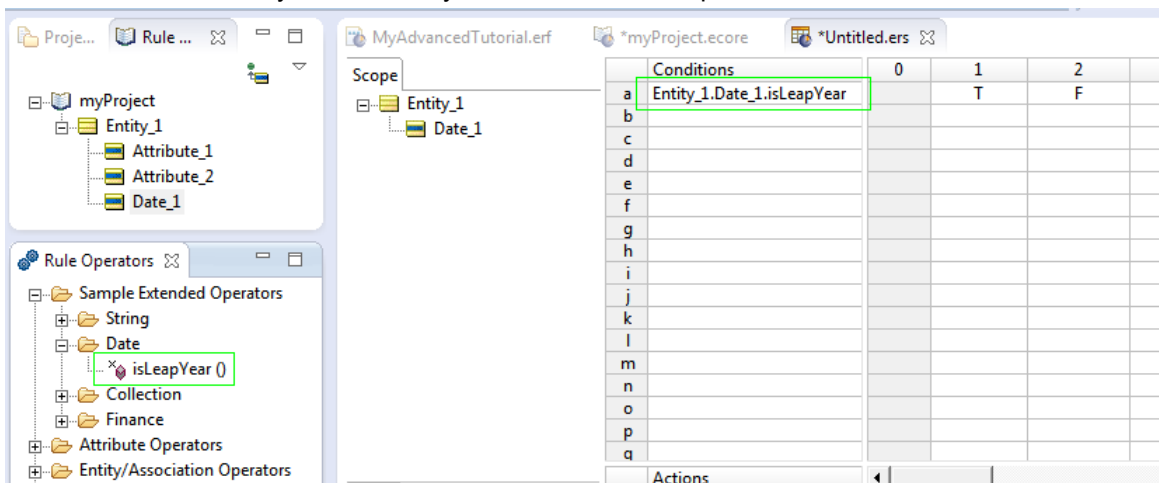 Proje...
Rule ...
myProject
Entity_1
Attribute_1
Attribute_2
Date_1
Rule Operators
Sample Extended Operators
String
Date
isLeapYear ()
Collection
Finance
Attribute Operators
Entity/Association Operators
MyAdvancedTutorial.erf
*myProject.ecore
*Untitled.ers
Scope
Entity_1
Date_1
Conditions 0 1 2
a Entity_1.Date_1.isLeapYear T F
b
c
d
e
f
g
h
i
j
k
l
m
n
o
p
q
Actions